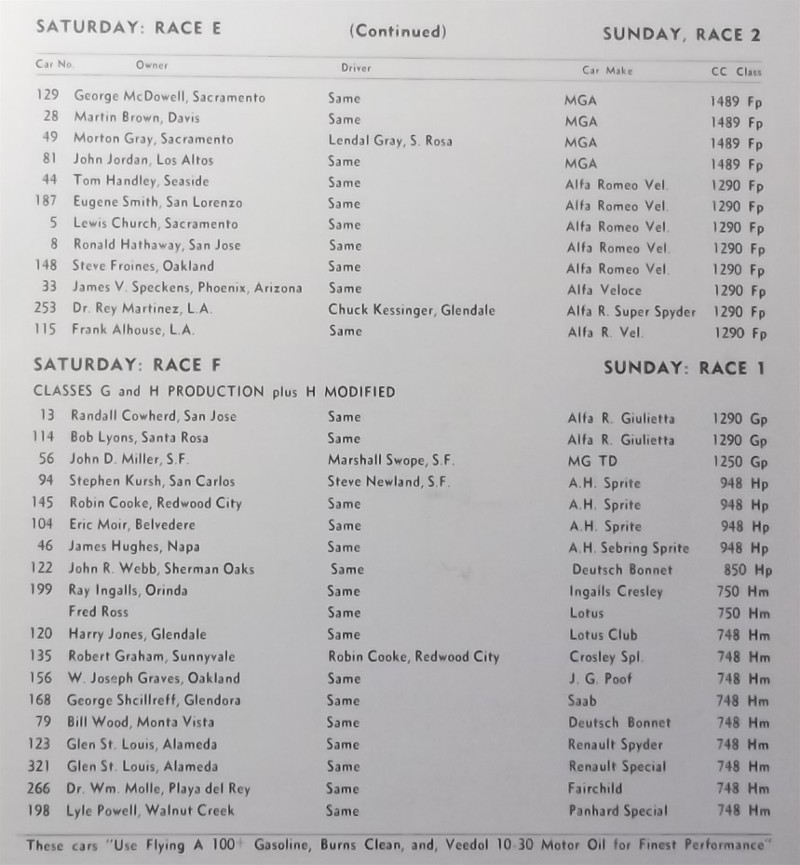 SATURDAY: RACE E (Continued) SUNDAY, RACE 2
Car No. Owner Driver Car Make CC Class
129 George McDowell, Sacramento Same MGA 1489 Fp
28 Martin Brown, Davis Same MGA 1489 Fp
49 Morton Gray, Sacramento Lendal Gray, S. Rosa MGA 1489 Fp
81 John Jordan, Los Altos Same MGA 1489 Fp
44 Tom Handley, Seaside Same Alfa Romeo Vel. 1290 Fp
187 Eugene Smith, San Lorenzo Same Alfa Romeo Vel. 1290 Fp
5 Lewis Church, Sacramento Same Alfa Romeo Vel. 1290 Fp
8 Ronald Hathaway, San Jose Same Alfa Romeo Vel. 1290 Fp
148 Steve Froines, Oakland Same Alfa Romeo Vel. 1290 Fp
33 James V. Speckens, Phoenix, Arizona Same Alfa Veloce 1290 Fp
253 Dr. Rey Martinez, L.A. Chuck Kessinger, Glendale Alfa R. Super Spyder 1290 Fp
115 Frank Alhouse, L.A. Same Alfa R. Vel. 1290 Fp
SATURDAY: RACE F SUNDAY: RACE 1
CLASSES G and H PRODUCTION plus H MODIFIED
13 Randall Cowherd, San Jose Same Alfa R. Giulietta 1290 Gp
114 Bob Lyons, Santa Rosa Same Alfa R. Giulietta 1290 Gp
56 John D. Miller, S.F. Marshall Swope, S.F. MG TD 1250 Gp
94 Stephen Kursh, San Carlos Steve Newland, S.F. A.H. Sprite 948 Hp
145 Robin Cooke, Redwood City Same A.H. Sprite 948 Hp
104 Eric Moir, Belvedere Same A.H. Sprite 948 Hp
46 James Hughes, Napa Same A.H. Sebring Sprite 948 Hp
122 John R. Webb, Sherman Oaks Same Deutsch Bonnet 850 Hp
199 Ray Ingalls, Orinda Same Ingails Cresley 750 Hm
Fred Ross Same Lotus 750 Hm
120 Harry Jones, Glendale Same Lotus Club 748 Hm
135 Robert Graham, Sunnyvale Robin Cooke, Redwood City Crosley Spl. 748 Hm
156 W. Joseph Graves, Oakland Same J. G. Poof 748 Hm
168 George Shcillreff, Glendora Same Saab 748 Hm
79 Bill Wood, Monta Vista Same Deutsch Bonnet 748 Hm
123 Glen St. Louis, Alameda Same Renault Spyder 748 Hm
321 Glen St. Louis, Alameda Same Renault Special 748 Hm
266 Dr. Wm. Molle, Playa del Rey Same Fairchild 748 Hm
198 Lyle Powell, Walnut Creek Same Panhard Special 748 Hm
These cars "Use Flying A 100+ Gasoline, Burns Clean, and, Veedol 10-30 Motor Oil for Finest Performance"